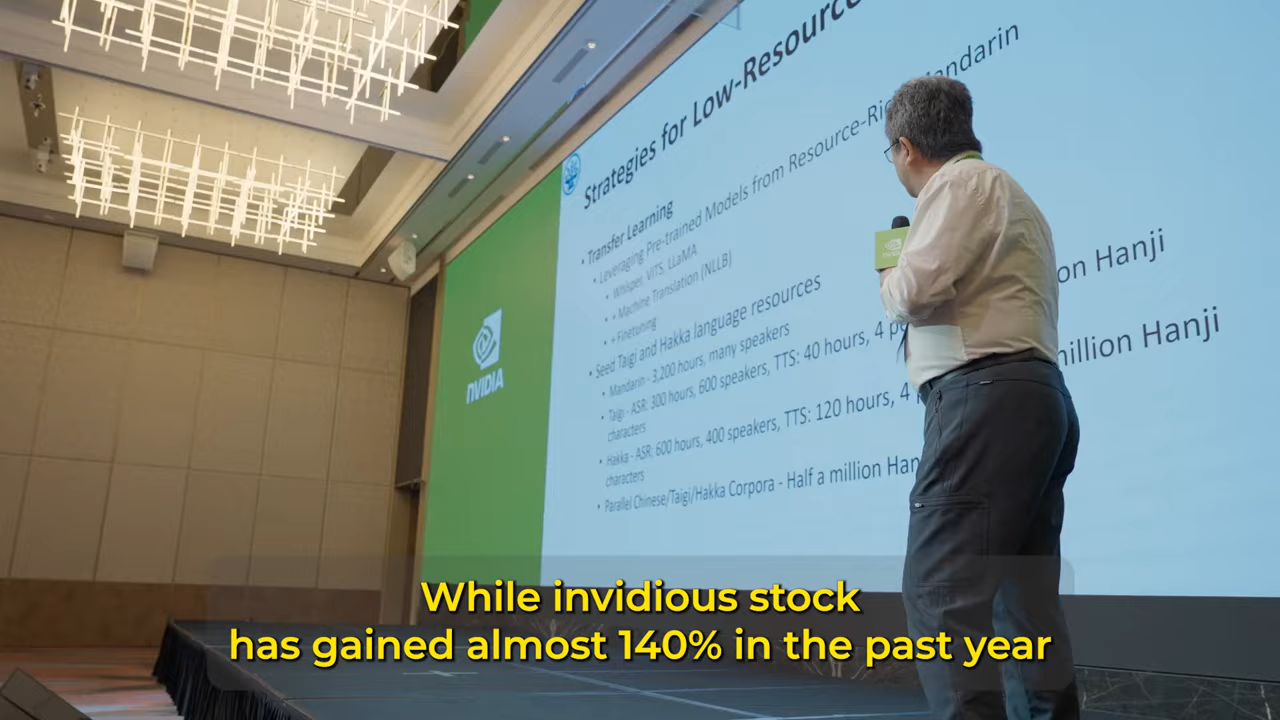 Strategies for Low-Resource
• Transfer Learning
• Leveraging Pre-trained Models from Resource-Ric andarin
• Whisper, VITS, LLaMA
• + Machine Translation (NLLB)
• + Finetuning
• Seed Taigi and Hakka language resources
• Mandarin - 3,200 hours, many speakers
• Taigi - ASR: 300 hours, 600 speakers, TTS: 40 hours, 4 on Hanji
characters
• Hakka - ASR: 600 hours, 400 speakers, TTS: 120 hours, 4 million Hanji
characters
• Parallel Chinese/Taigi/Hakka Corpora - Half a million Han
NVIDIA
While invidious stock
has gained almost 140% in the past year